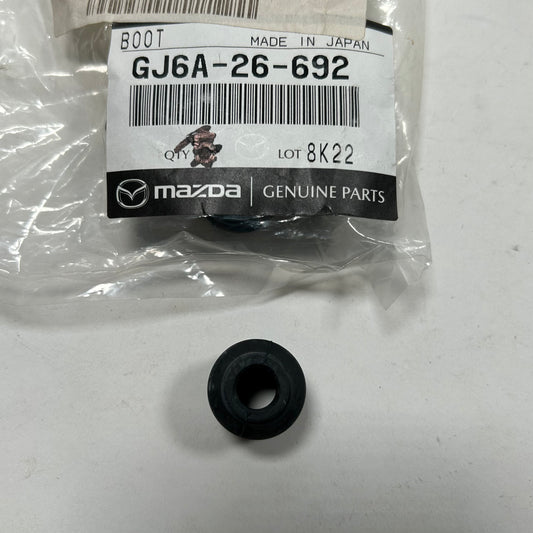 BOOT MADE IN JAPAN
GJ6A-26-692
QTY LOT 8K22
mazda GENUINE PARTS